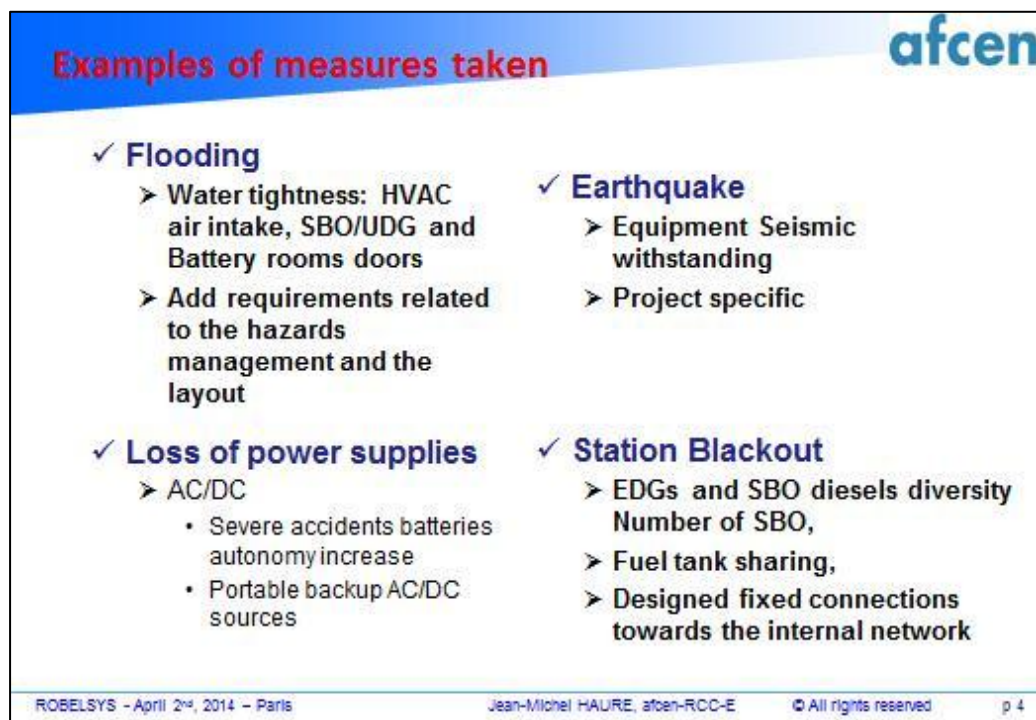 Examples of measures taken
afcen
✓ Flooding
➢ Water tightness: HVAC
air intake, SBO/UDG and
Battery rooms doors
➢ Add requirements related
to the hazards
management and the
layout
✓ Earthquake
➢ Equipment Seismic
withstanding
➢ Project specific
✓ Loss of power supplies
➢ AC/DC
• Severe accidents batteries
autonomy increase
• Portable backup AC/DC
sources
✓ Station Blackout
➢ EDGs and SBO diesels diversity
Number of SBO,
➢ Fuel tank sharing,
➢ Designed fixed connections
towards the internal network
ROBELSYS - April 2nd, 2014 – Paris
Jean-Michel HAURE, afcen-RCC-E
© All rights reserved
p 4